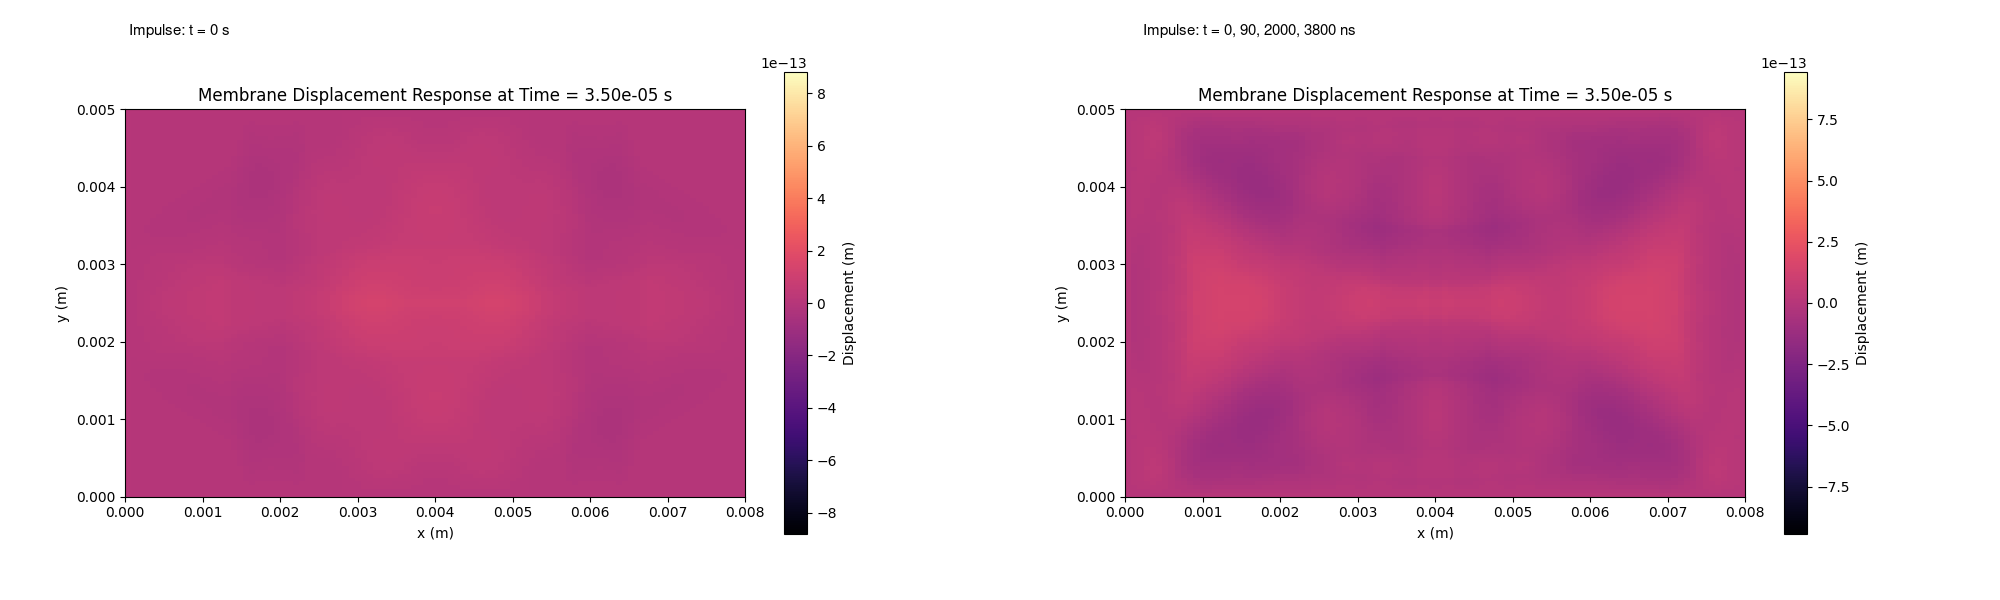 Impulse: t = 0 s
1e−13
Membrane Displacement Response at Time = 3.50e-05 s
0.005
0.004
0.003
0.002
0.001
0.000
y (m)
0.000 0.001 0.002 0.003 0.004 0.005 0.006 0.007 0.008
x (m)
8
6
4
2
0
−2
−4
−6
−8
Displacement (m)
Impulse: t = 0, 90, 2000, 3800 ns
1e−13
Membrane Displacement Response at Time = 3.50e-05 s
0.005
0.004
0.003
0.002
0.001
0.000
y (m)
0.000 0.001 0.002 0.003 0.004 0.005 0.006 0.007 0.008
x (m)
7.5
5.0
2.5
0.0
−2.5
−5.0
−7.5
Displacement (m)